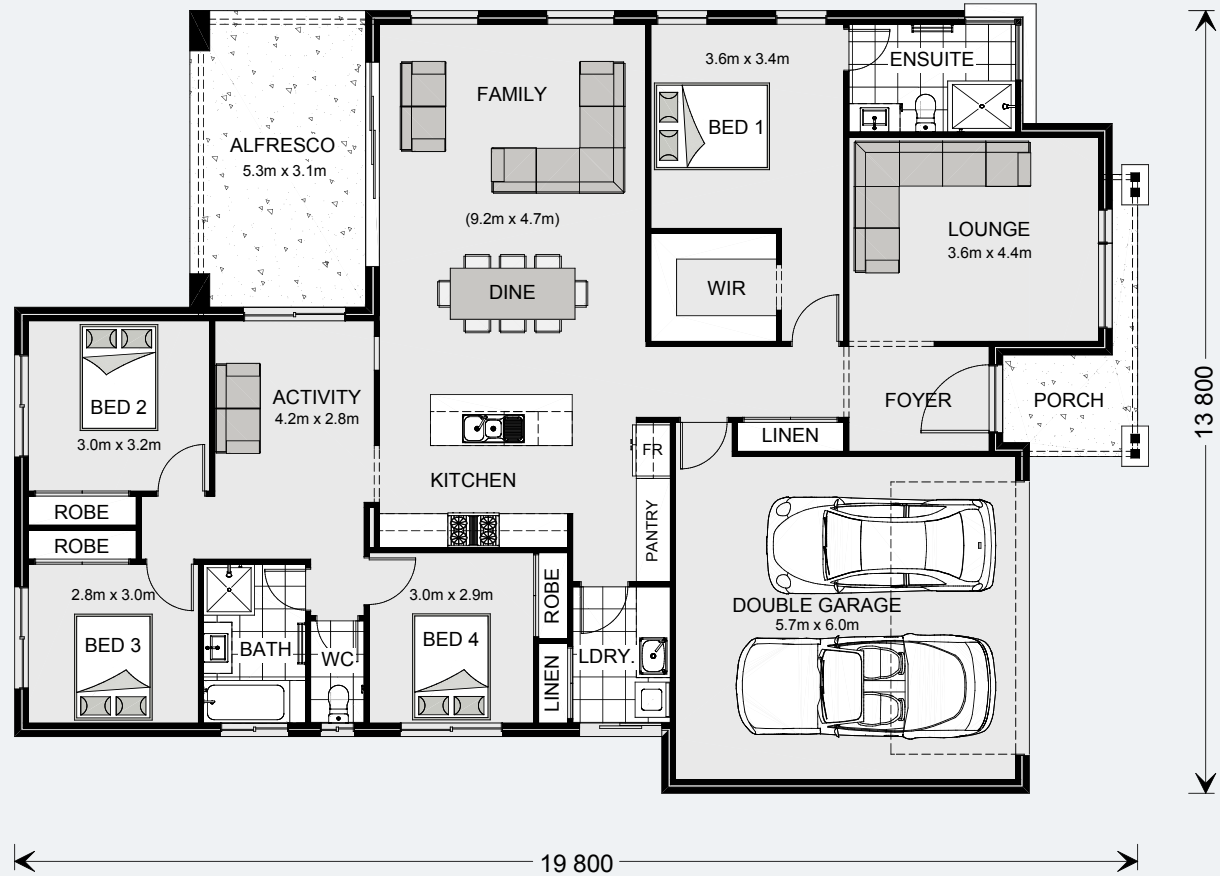 FAMILY
(9.2m x 4.7m)
DINE
ALFRESCO
5.3m x 3.1m
3.6m x 3.4m
BED 1
ENSUITE
LOUNGE
3.6m x 4.4m
WIR
BED 2
3.0m x 3.2m
ACTIVITY
4.2m x 2.8m
FOYER
PORCH
LINEN
FR
KITCHEN
PANTRY
ROBE
ROBE
2.8m x 3.0m
BED 3
BATH
WC
3.0m x 2.9m
BED 4
ROBE
LINEN
LDRY.
DOUBLE GARAGE
5.7m x 6.0m
13 800
19 800